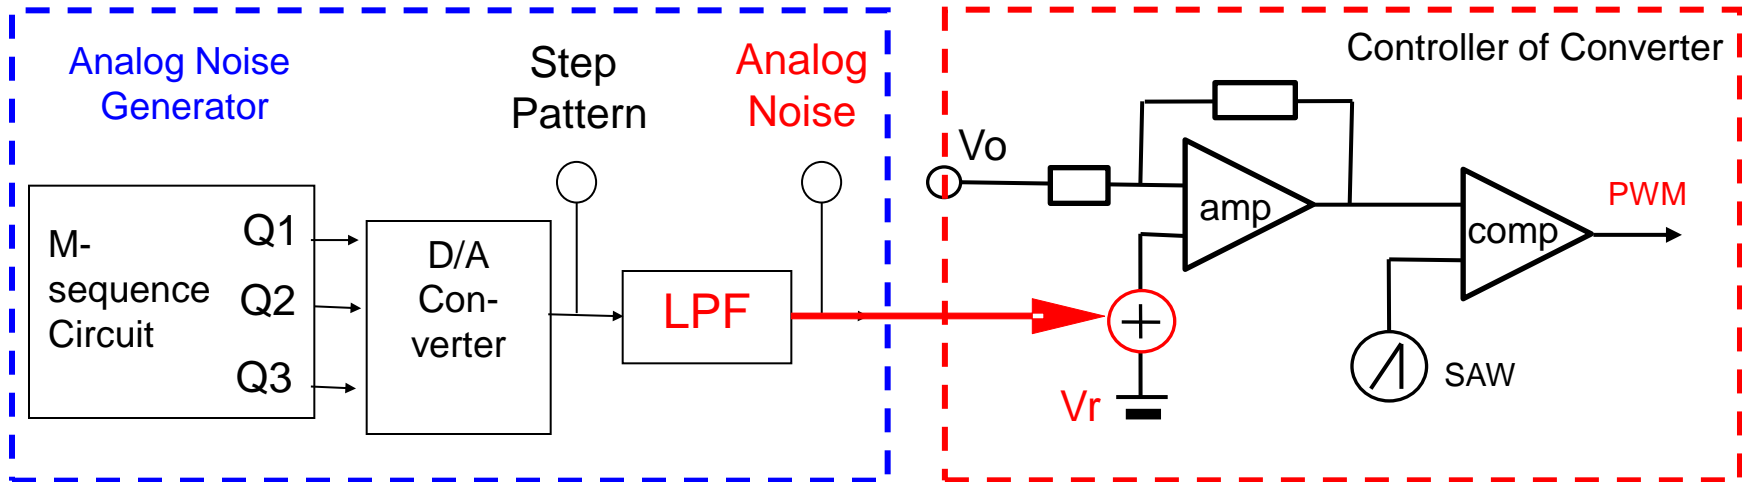 Analog Noise
Generator
Step
Pattern
Analog
Noise
M-
sequence
Circuit
Q1
Q2
Q3
D/A
Con-
verter
LPF
Controller of Converter
Vo
amp
comp
PWM
+
Vr
SAW